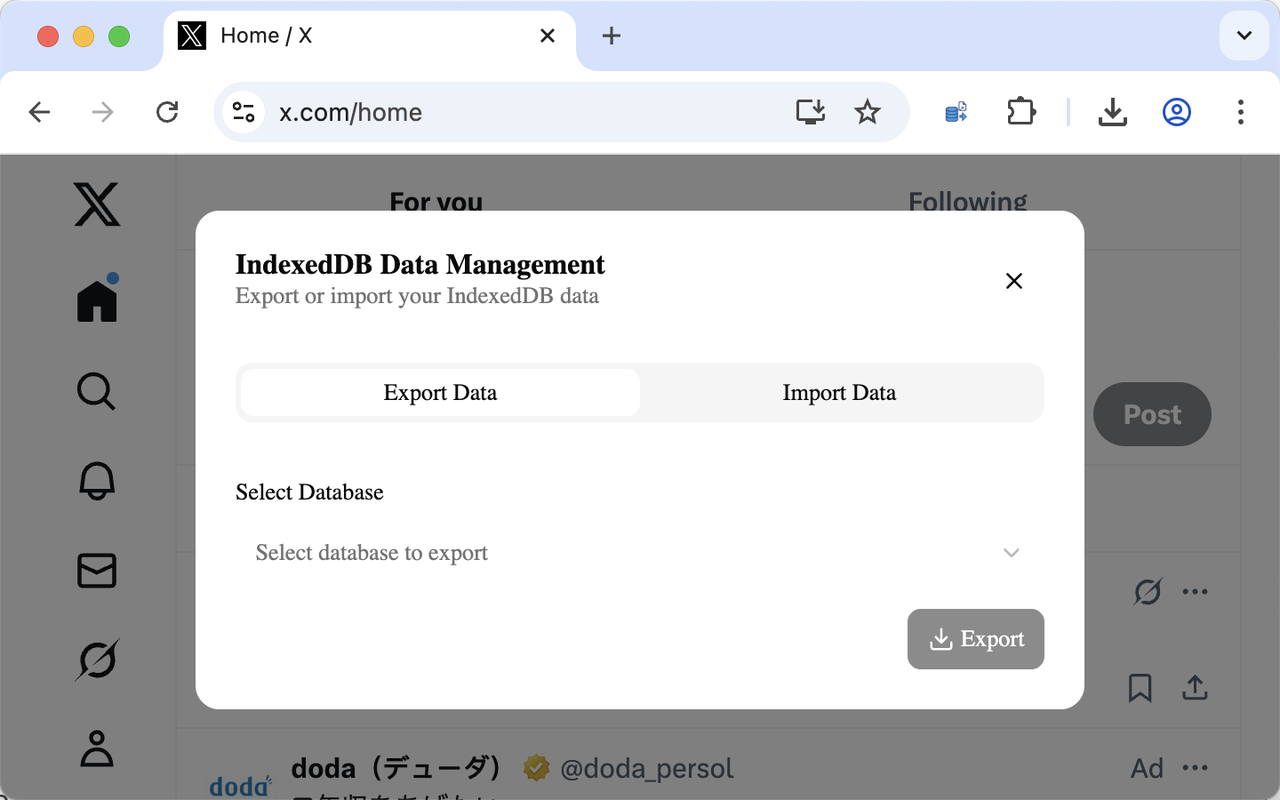 Home / X
x.com/home
For you
Following
IndexedDB Data Management
Export or import your IndexedDB data
Export Data
Import Data
Post
Select Database
Select database to export
Export
doda（デューダ） @doda_persol
Ad
doda